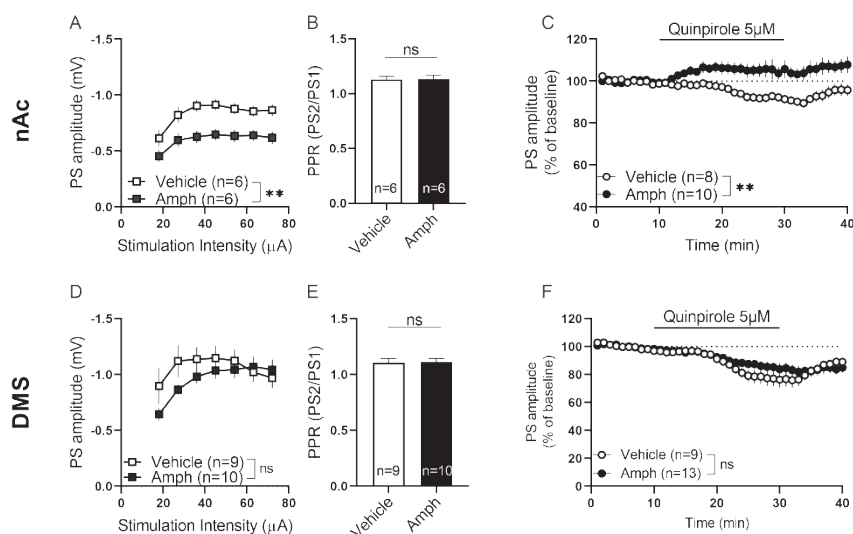 nAc
A
PS amplitude (mV)
-1.5
-1.0
-0.5
0.0
0 20 40 60 80
Stimulation Intensity (μA)
Vehicle (n=6)
Amph (n=6)
**
B
PPR (PS2/PS1)
1.5
1.0
0.5
0.0
ns
n=6
n=6
Vehicle
Amph
C
Quinpirole 5μM
PS amplitude
(% of baseline)
120
100
80
60
40
20
0
0 10 20 30 40
Time (min)
Vehicle (n=8)
Amph (n=10)
**
DMS
D
PS amplitude (mV)
-1.5
-1.0
-1.5
0.0
0 20 40 60 80
Stimulation Intensity (μA)
Vehicle (n=9)
Amph (n=10)
ns
E
PPR (PS2/PS1)
1.5
1.0
0.5
0.0
ns
n=9
n=10
Vehicle
Amph
F
Quinpirole 5μM
PS amplitude
(% of baseline)
120
100
80
60
40
20
0
0 10 20 30 40
Time (min)
Vehicle (n=9)
Amph (n=13)
ns